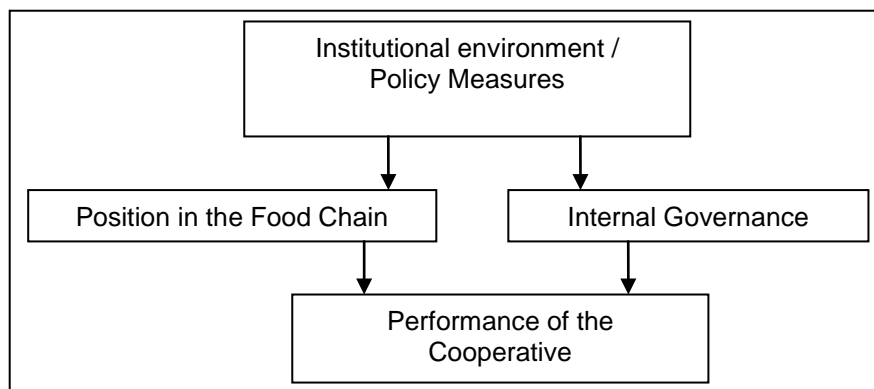 Institutional environment /
Policy Measures
Position in the Food Chain
Internal Governance
Performance of the
Cooperative